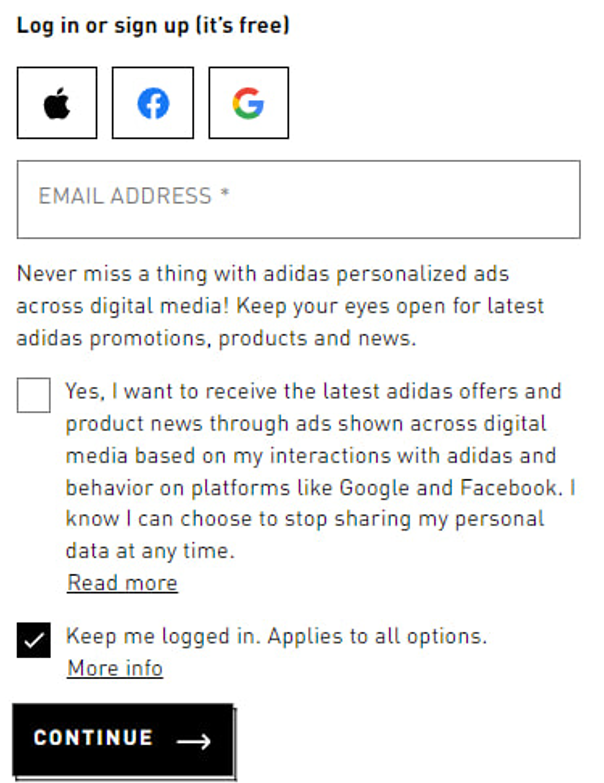 Log in or sign up (it's free)
EMAIL ADDRESS *
Never miss a thing with adidas personalized ads
across digital media! Keep your eyes open for latest
adidas promotions, products and news.
Yes, I want to receive the latest adidas offers and
product news through ads shown across digital
media based on my interactions with adidas and
behavior on platforms like Google and Facebook. I
know I can choose to stop sharing my personal
data at any time.
Read more
Keep me logged in. Applies to all options.
More info
CONTINUE